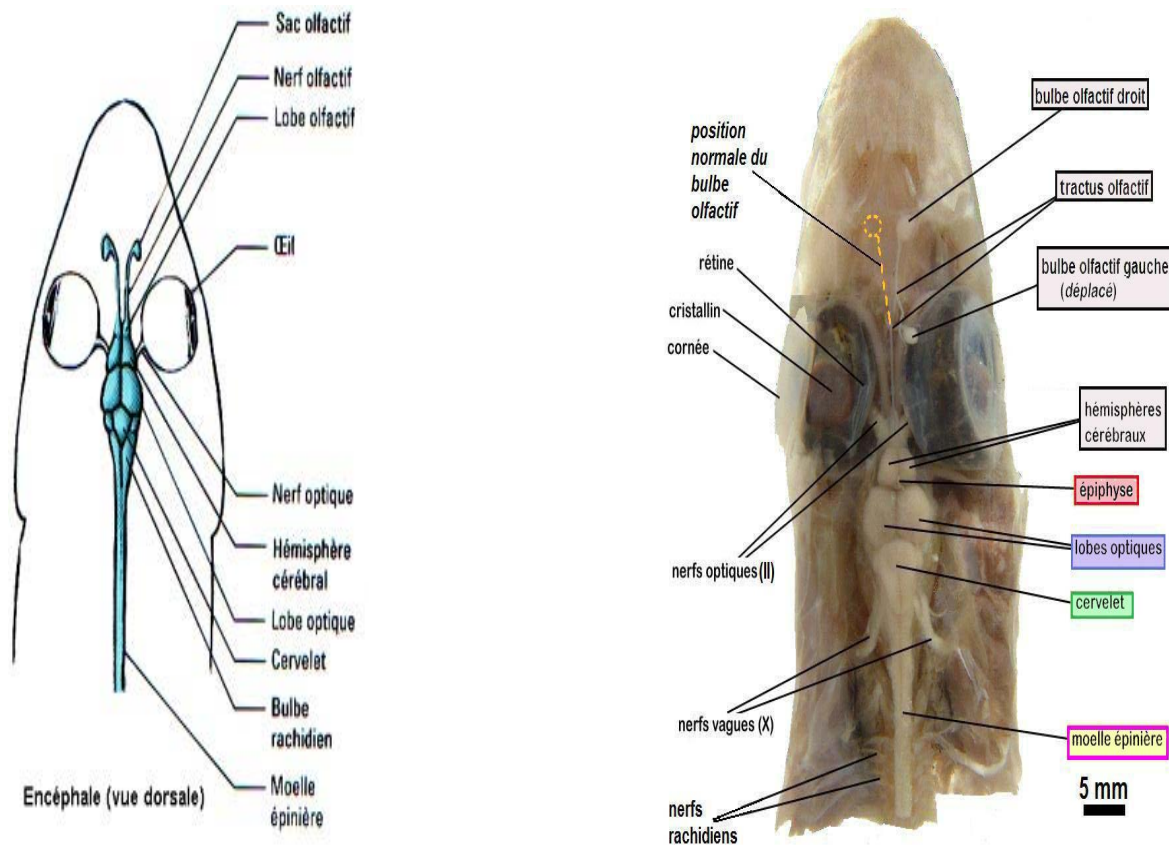 Sac olfactif
Nerf olfactif
Lobe olfactif
Œil
Nerf optique
Hémisphère
cérébral
Lobe optique
Cervelet
Bulbe
rachidien
Moelle
épinière
Encéphale (vue dorsale)
bulbe olfactif droit
position
normale du
bulbe
olfactif
tractus olfactif
rétine
bulbe olfactif gauche
(déplacé)
cristallin
cornée
hémisphères
cérébraux
épiphyse
lobes optiques
nerfs optiques (II)
cervelet
nerfs vagues (X)
moelle épinière
5 mm
nerfs
rachidiens